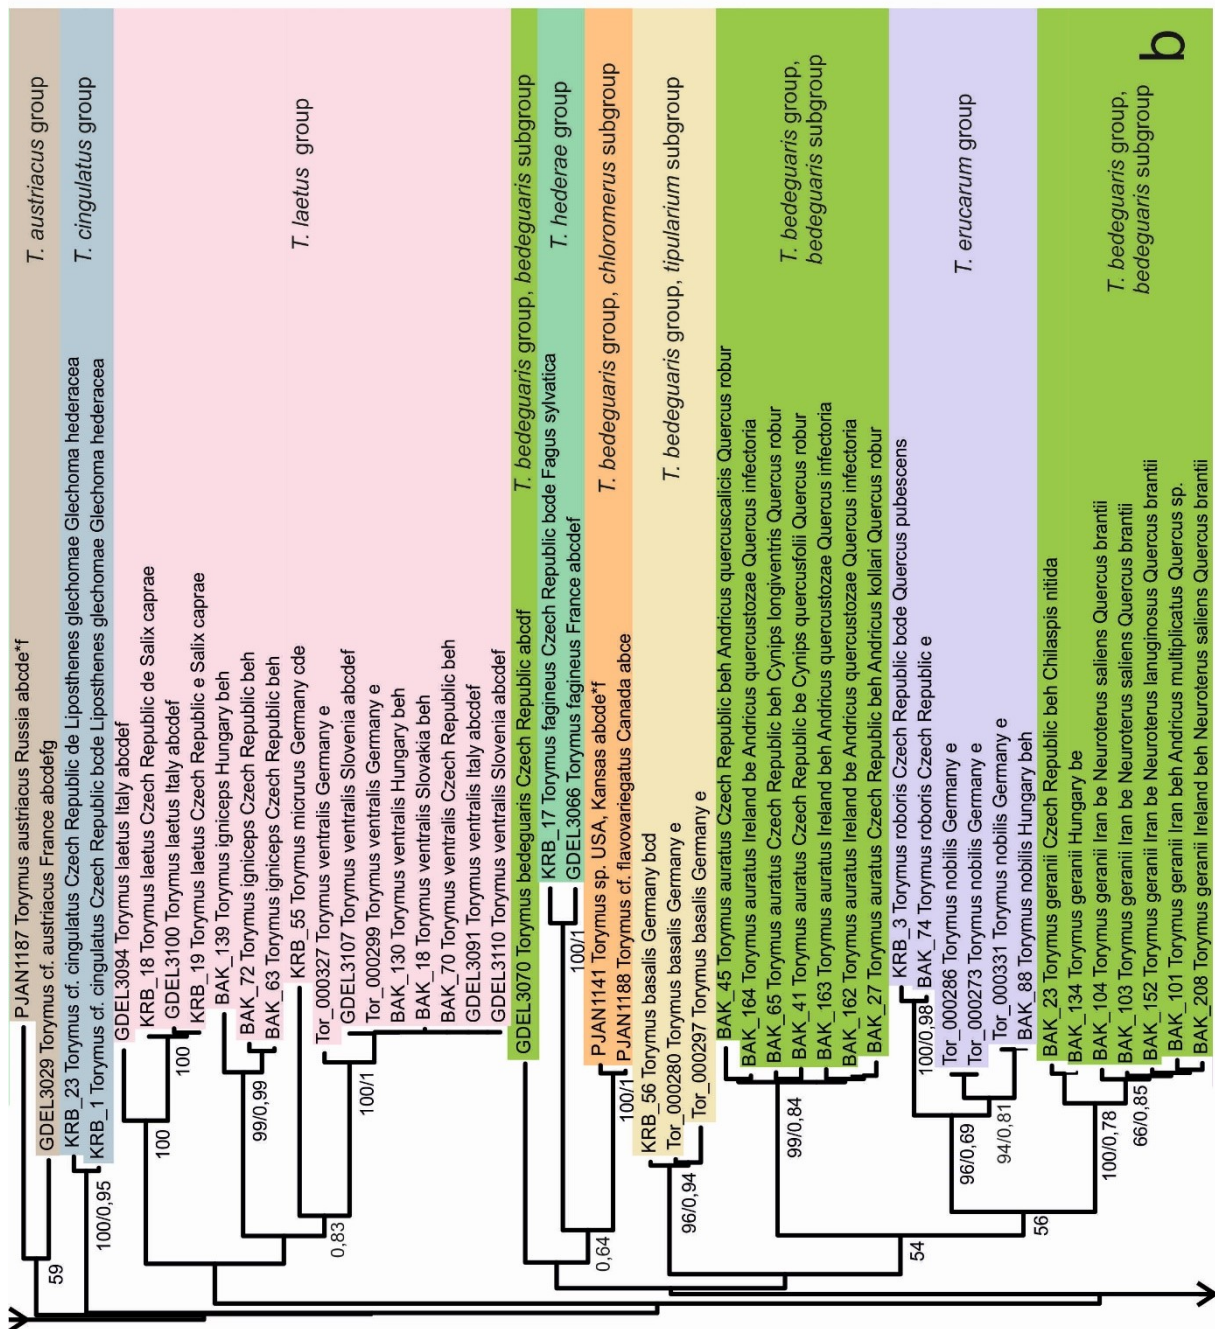 PJAN1187 Torymus austriacus Russia abcde*f
GDEL3029 Torymus cf. austriacus France abcdefg
T. austriacus group
59
KRB_23 Torymus cf. cingulatus Czech Republic de Liposthenes glechomae Glechoma hederacea
KRB_1 Torymus cf. cingulatus Czech Republic bcde Liposthenes glechomae Glechoma hederacea
T. cingulatus group
100/0,95
GDEL3094 Torymus laetus Italy abcdef
KRB_18 Torymus laetus Czech Republic de Salix caprae
GDEL3100 Torymus laetus Italy abcdef
KRB_19 Torymus laetus Czech Republic e Salix caprae
100
100
BAK_139 Torymus igniceps Hungary beh
BAK_72 Torymus igniceps Czech Republic beh
BAK_63 Torymus igniceps Czech Republic beh
99/0,99
KRB_55 Torymus micrurus Germany cde
Tor_000327 Torymus ventralis Germany e
GDEL3107 Torymus ventralis Slovenia abcdef
Tor_000299 Torymus ventralis Germany e
BAK_130 Torymus ventralis Hungary beh
BAK_18 Torymus ventralis Slovakia beh
BAK_70 Torymus ventralis Czech Republic beh
GDEL3091 Torymus ventralis Italy abcdef
GDEL3110 Torymus ventralis Slovenia abcdef
T. laetus group
0,83
100/1
GDEL3070 Torymus bedeguaris Czech Republic abcdf
T. bedeguaris group, bedeguaris subgroup
KRB_17 Torymus fagineus Czech Republic bcde Fagus sylvatica
GDEL3066 Torymus fagineus France abcdef
T. hederae group
100/1
0,64
PJAN1141 Torymus sp. USA, Kansas abcde*f
PJAN1188 Torymus cf. flavovariegatus Canada abce
T. bedeguaris group, chloromerus subgroup
100/1
KRB_56 Torymus basalis Germany bcd
Tor_000280 Torymus basalis Germany e
Tor_000297 Torymus basalis Germany e
T. bedeguaris group, tipularium subgroup
96/0,94
BAK_45 Torymus auratus Czech Republic beh Andricus quercuscalicis Quercus robur
BAK_164 Torymus auratus Ireland be Andricus quercustozae Quercus infectoria
BAK_65 Torymus auratus Czech Republic beh Cynips longiventris Quercus robur
BAK_41 Torymus auratus Czech Republic be Cynips quercusfolii Quercus robur
BAK_163 Torymus auratus Ireland beh Andricus quercustozae Quercus infectoria
BAK_162 Torymus auratus Ireland be Andricus quercustozae Quercus infectoria
BAK_27 Torymus auratus Czech Republic beh Andricus kollari Quercus robur
T. bedeguaris group,
bedeguaris subgroup
99/0,84
54
KRB_3 Torymus roboris Czech Republic bcde Quercus pubescens
BAK_74 Torymus roboris Czech Republic e
100/0,98
Tor_000286 Torymus nobilis Germany e
Tor_000273 Torymus nobilis Germany e
Tor_000331 Torymus nobilis Germany e
BAK_88 Torymus nobilis Hungary beh
T. erucarum group
96/0,69
94/0,81
56
BAK_23 Torymus geranii Czech Republic beh Chilaspis nitida
BAK_134 Torymus geranii Hungary be
BAK_104 Torymus geranii Iran be Neuroterus saliens Quercus brantii
BAK_103 Torymus geranii Iran be Neuroterus saliens Quercus brantii
BAK_152 Torymus geranii Iran be Neuroterus lanuginosus Quercus brantii
BAK_101 Torymus geranii Iran beh Andricus multiplicatus Quercus sp.
BAK_208 Torymus geranii Ireland beh Neuroterus saliens Quercus brantii
T. bedeguaris group,
bedeguaris subgroup
100/0,78
66/0,85
b